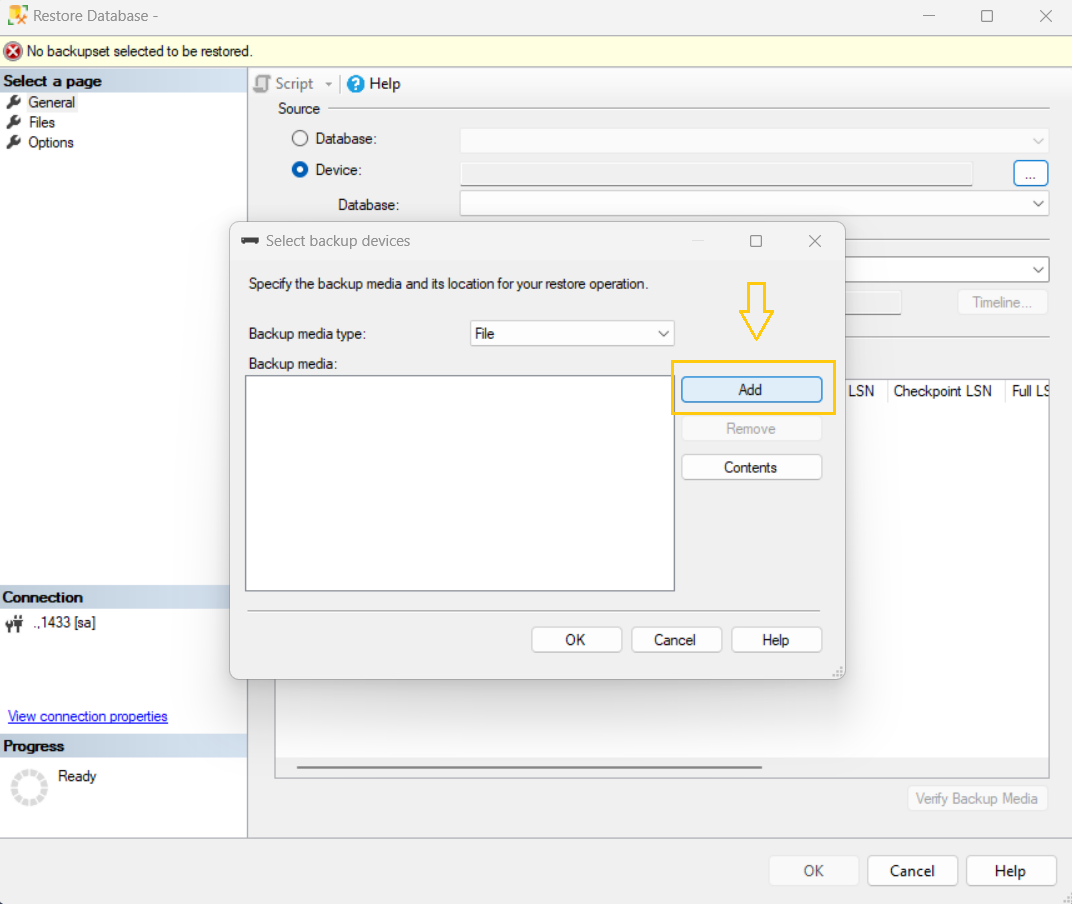 Restore Database -
No backupset selected to be restored.
Select a page
General
Files
Options
Script
Help
Source
Database:
Device:
...
Database:
Select backup devices
Specify the backup media and its location for your restore operation.
Backup media type:
File
Backup media:
Add
Remove
Contents
OK
Cancel
Help
Timeline...
LSN
Checkpoint LSN
Full LS
Connection
.,1433 [sa]
View connection properties
Progress
Ready
Verify Backup Media
OK
Cancel
Help